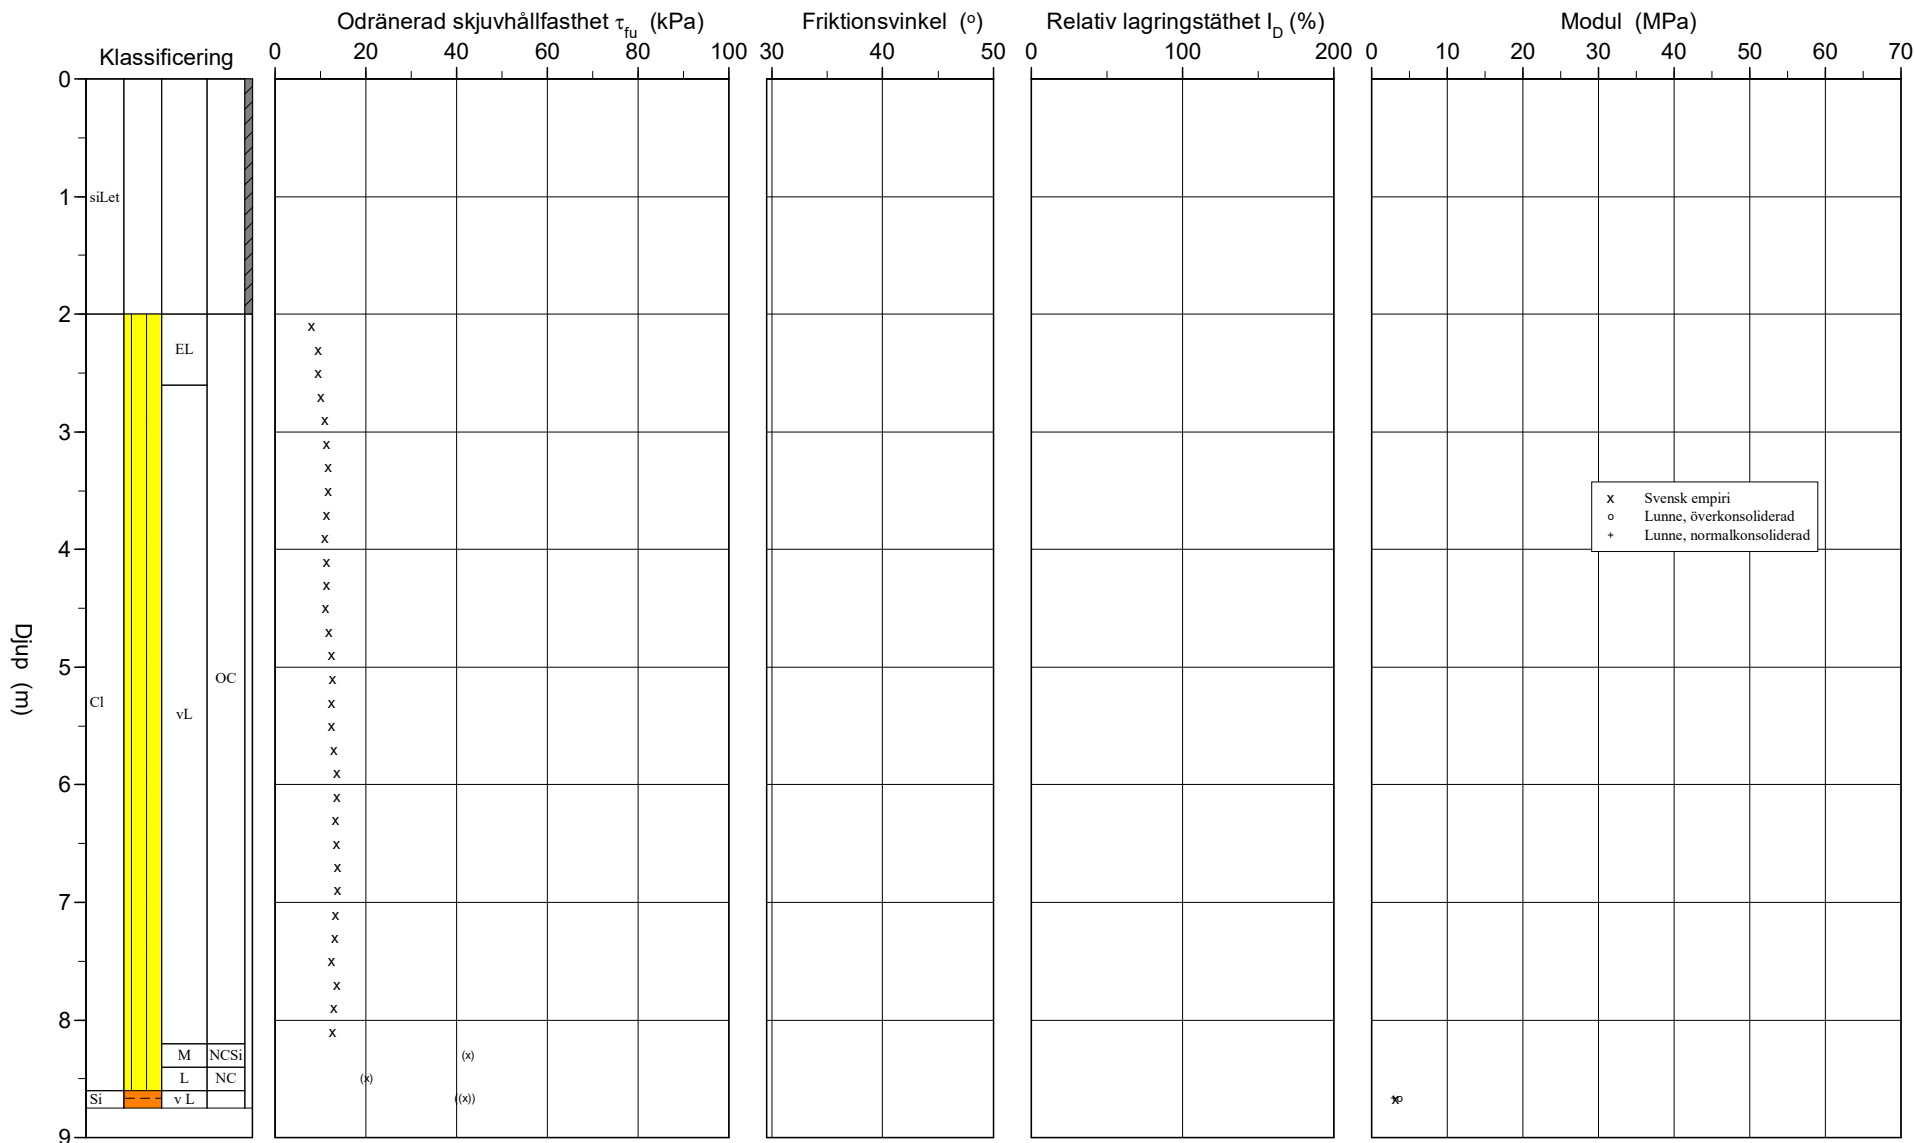 Odränerad skjuvhållfasthet τfu (kPa)
Friktionsvinkel (o)
Relativ lagringstäthet ID (%)
Modul (MPa)
Klassificering
0 20 40 60 80 100
30 40 50
0 100 200
0 10 20 30 40 50 60 70
0
1
2
3
4
5
6
7
8
9
Djup (m)
siLet
EL
x Svensk empiri
o Lunne, överkonsoliderad
+ Lunne, normalkonsoliderad
OC
Cl
vL
M NCSi
L NC
Si
v L
(x)
(x)
((x))